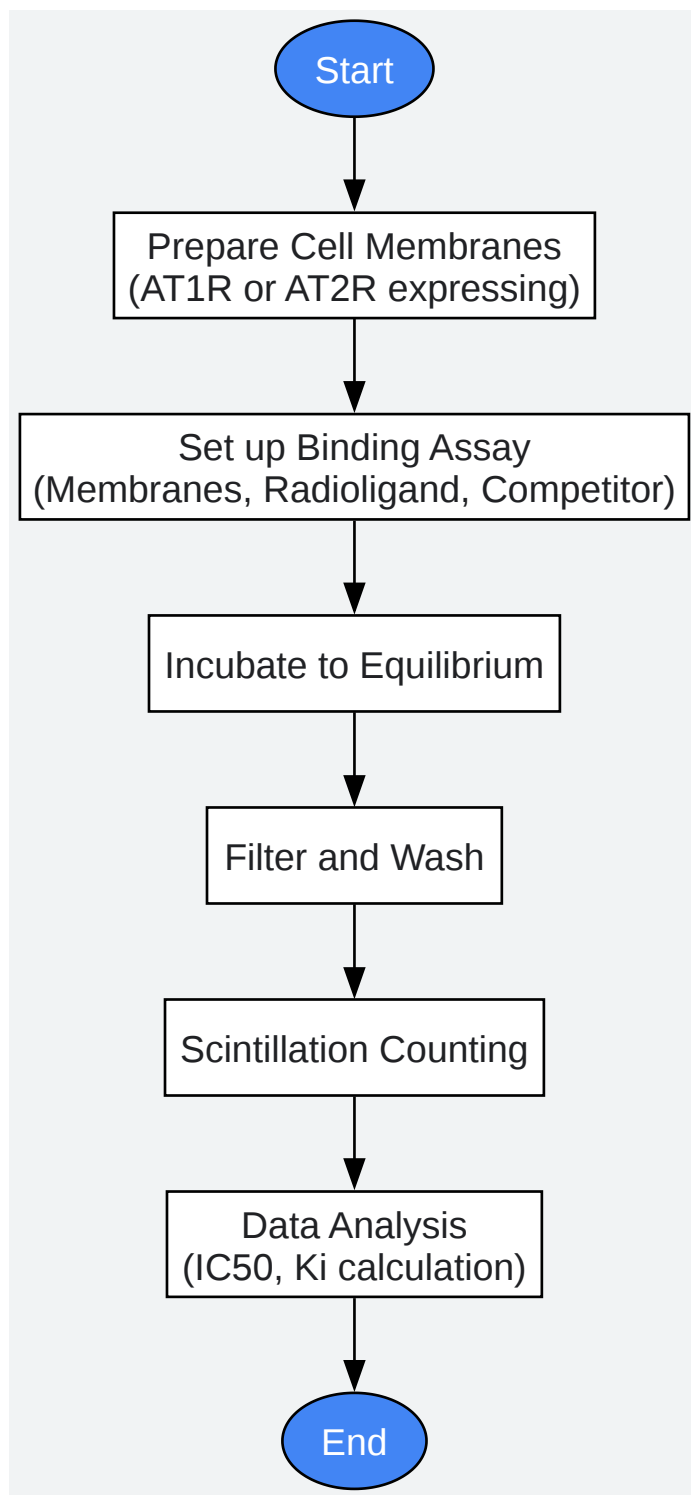 Start
Prepare Cell Membranes
(AT1R or AT2R expressing)
Set up Binding Assay
(Membranes, Radioligand, Competitor)
Incubate to Equilibrium
Filter and Wash
Scintillation Counting
Data Analysis
(IC50, Ki calculation)
End